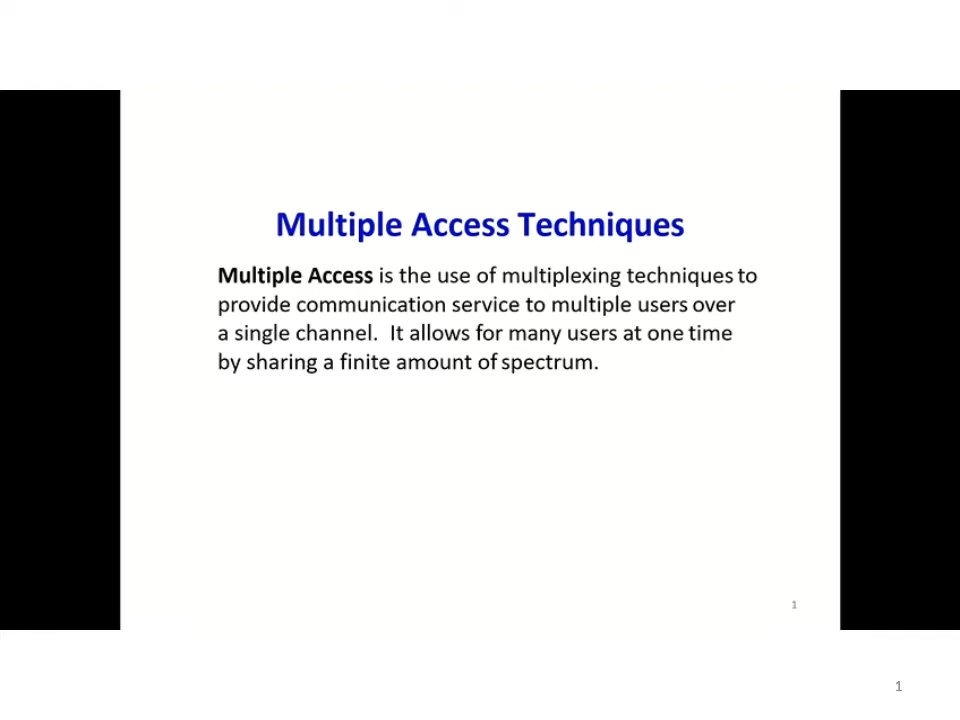 Multiple Access Techniques
Multiple Access is the use of multiplexing techniques to
provide communication service to multiple users over
a single channel.  It allows for many users at one time
by sharing a finite amount of spectrum.
1
1